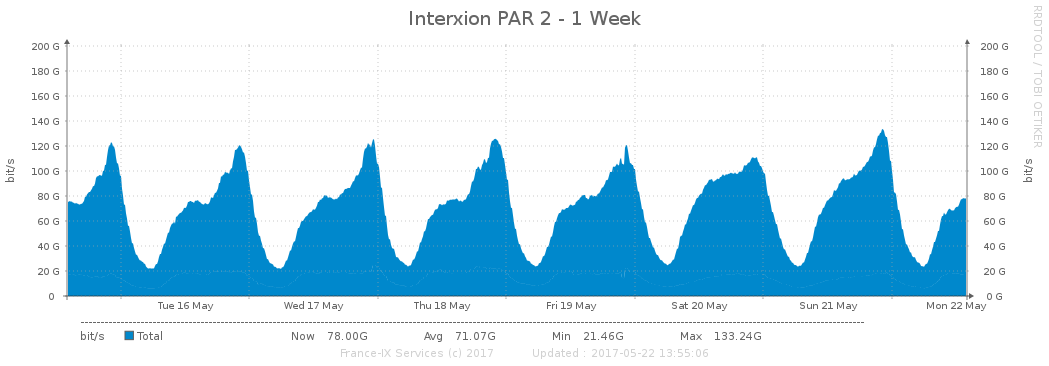 Interxion PAR 2 - 1 Week
RRDTOOL / TOBI OETIKER
200 G 200 G
180 G 180 G
160 G 160 G
140 G 140 G
120 G 120 G
100 G 100 G
80 G 80 G
60 G 60 G
40 G 40 G
20 G 20 G
0 0 G
bit/s bit/s
Tue 16 May Wed 17 May Thu 18 May Fri 19 May Sat 20 May Sun 21 May Mon 22 May
bit/s Total Now 78.00G Avg 71.07G Min 21.46G Max 133.24G
France-IX Services (c) 2017 Updated : 2017-05-22 13:55:06